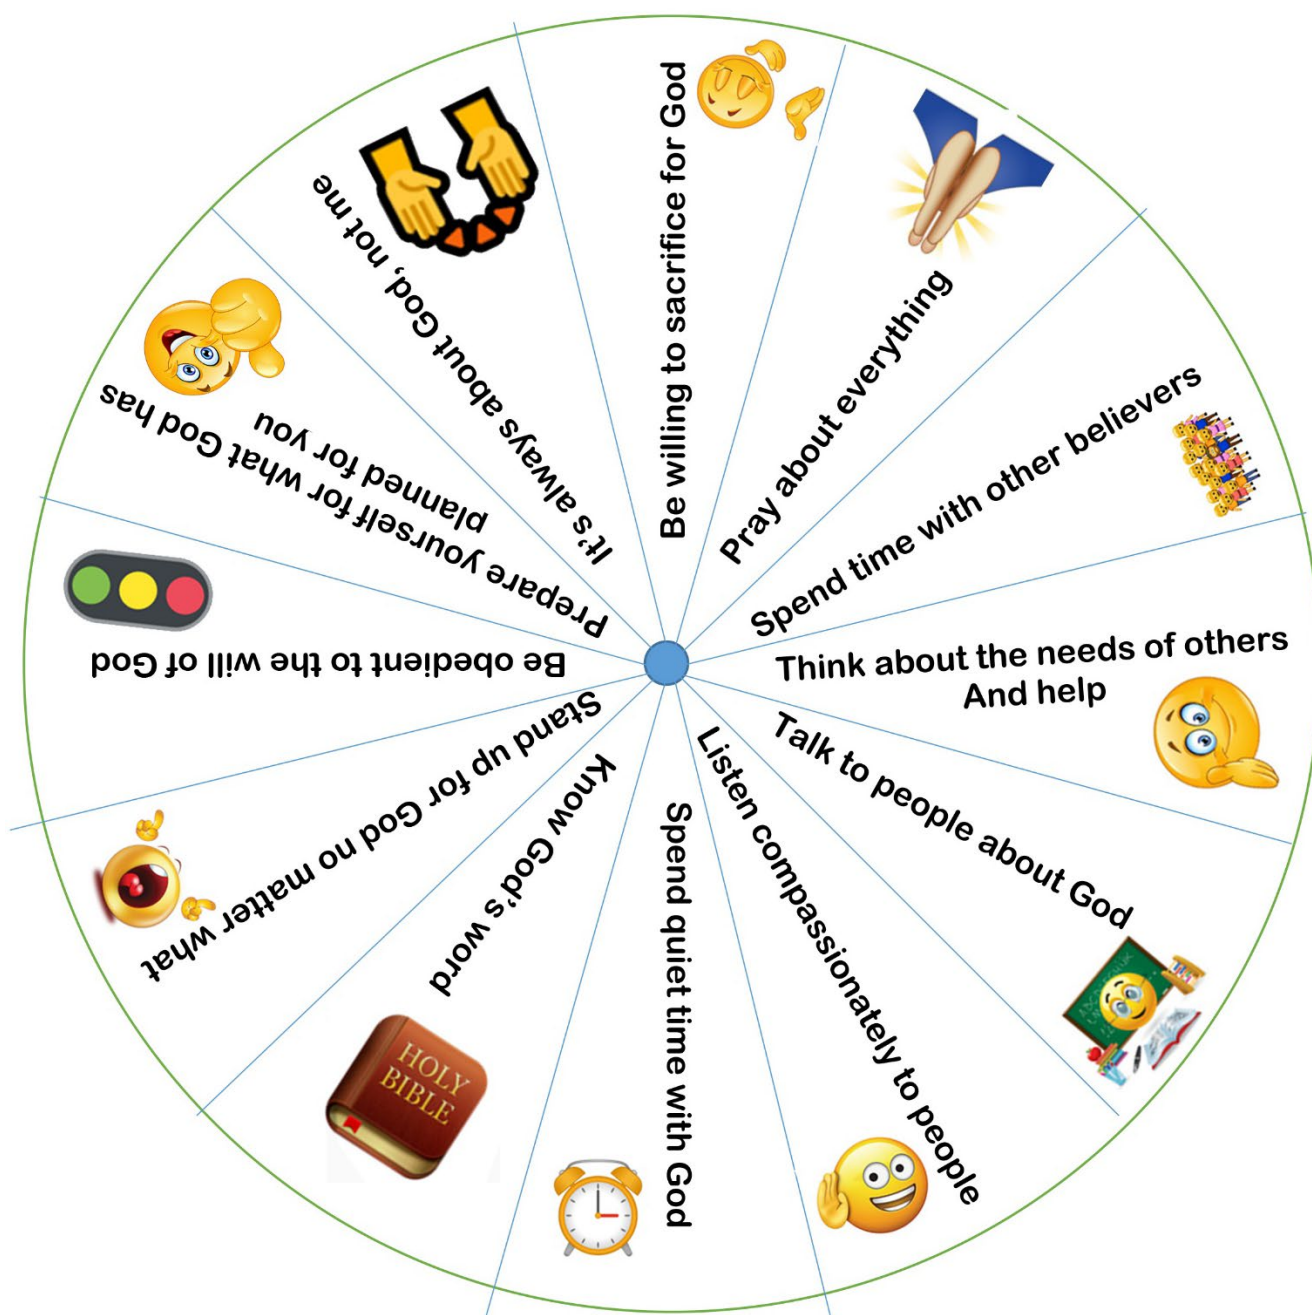 Be willing to sacrifice for God
Pray about everything
Spend time with other believers
Think about the needs of others
And help
Talk to people about God
Listen compassionately to people
Spend quiet time with God
Know God's word
HOLY
BIBLE
Stand up for God no matter what
Be obedient to the will of God
Prepare yourself for what God has
planned for you
It's always about God, not me